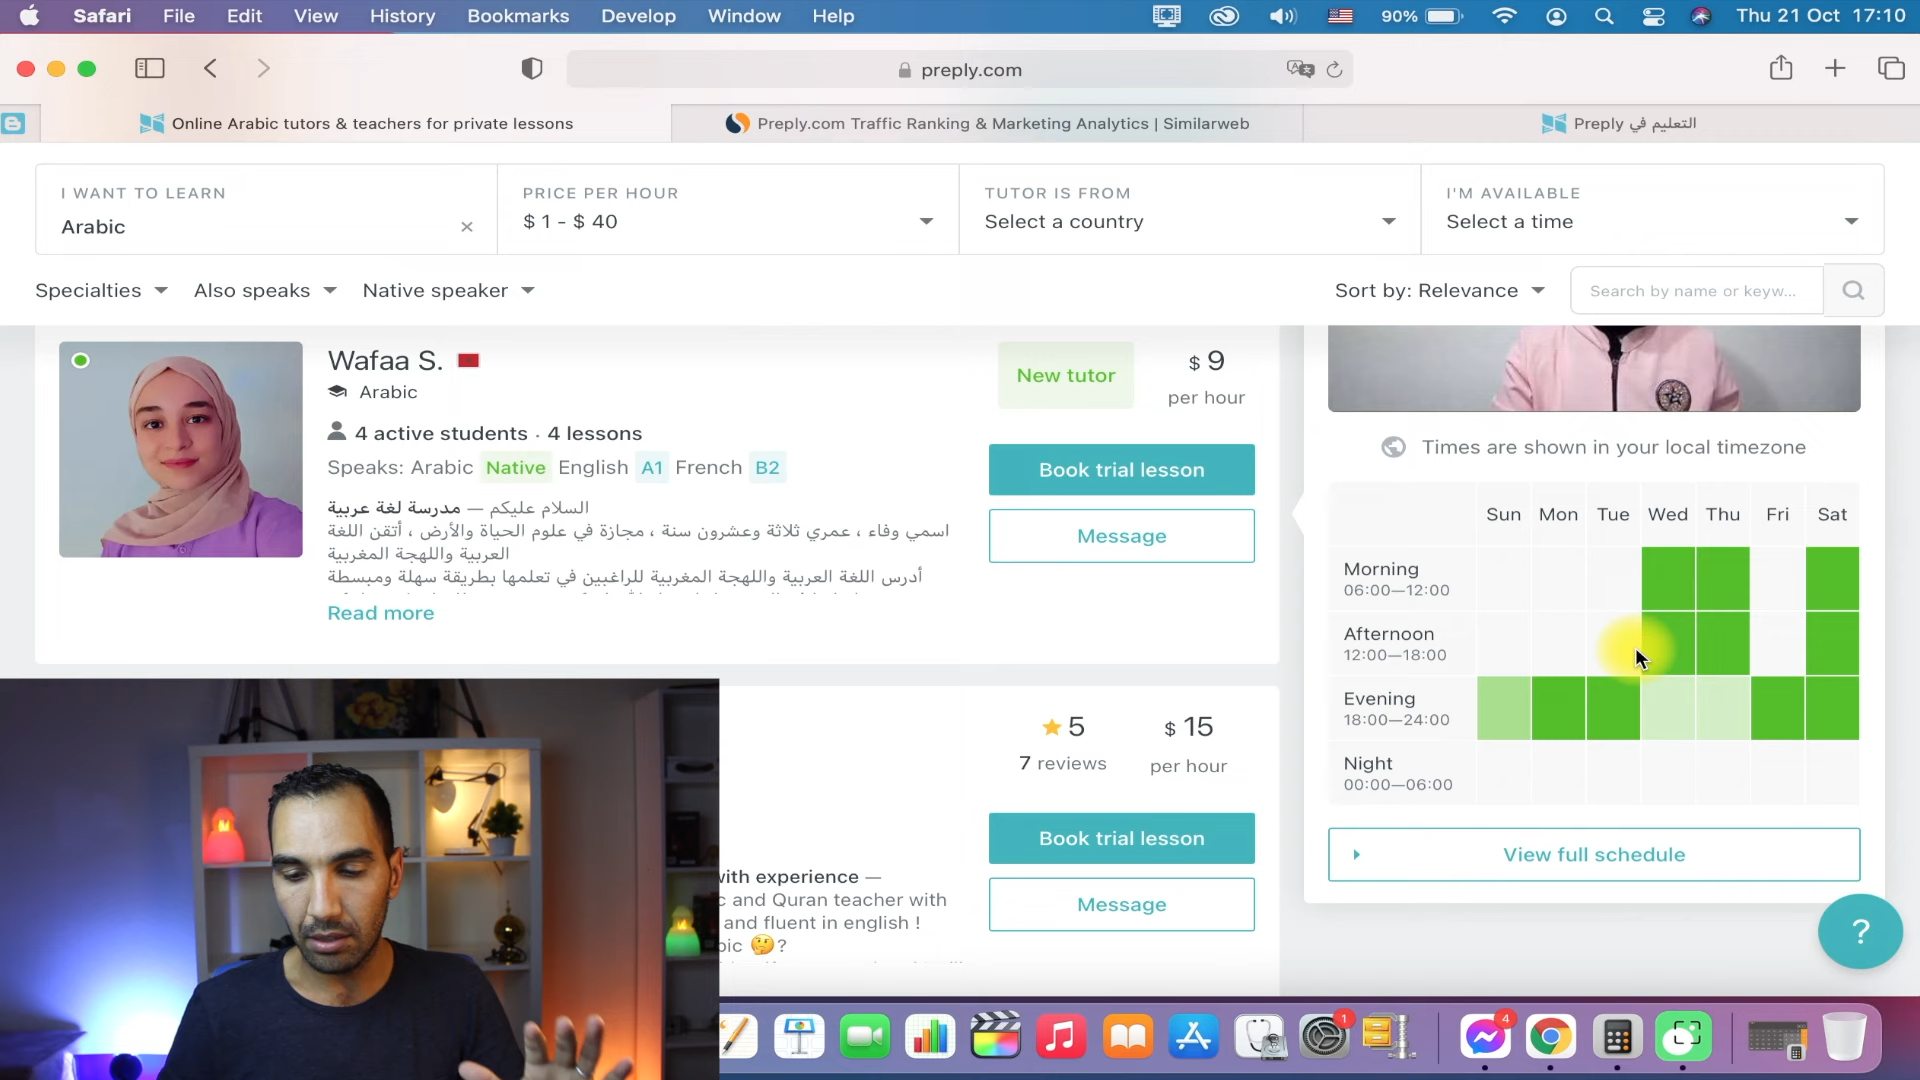 Safari File Edit View History Bookmarks Develop Window Help 90% Thu 21 Oct 17:10
preply.com
Online Arabic tutors & teachers for private lessons
Preply.com Traffic Ranking & Marketing Analytics | Similarweb
التعليم في Preply
I WANT TO LEARN
Arabic
PRICE PER HOUR
$ 1 - $ 40
TUTOR IS FROM
Select a country
I'M AVAILABLE
Select a time
Specialties Also speaks Native speaker
Sort by: Relevance
Search by name or keyw...
Wafaa S.
Arabic
4 active students · 4 lessons
Speaks: Arabic Native English A1 French B2
السلام عليكم — مدرسة لغة عربية
اسمي وفاء ، عمري ثلاثة وعشرون سنة ، مجازة في علوم الحياة والأرض ، أتقن اللغة
العربية واللهجة المغربية
أدرس اللغة العربية واللهجة المغربية للراغبين في تعلمها بطريقة سهلة ومبسطة
Read more
New tutor
$ 9
per hour
Book trial lesson
Message
Times are shown in your local timezone
Sun Mon Tue Wed Thu Fri Sat
Morning
06:00—12:00
Afternoon
12:00—18:00
Evening
18:00—24:00
Night
00:00—06:00
View full schedule
5
7 reviews
$ 15
per hour
Book trial lesson
Message
with experience —
c and Quran teacher with
and fluent in english !
bic 🤔?
?
1
4